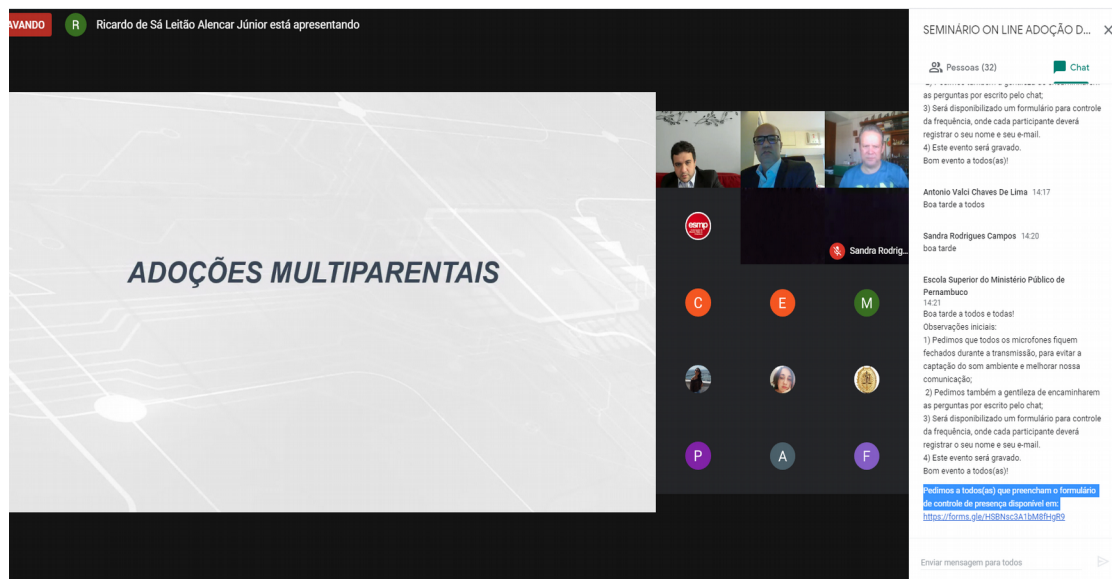 AVANDO
R
Ricardo de Sá Leitão Alencar Júnior está apresentando
ADOÇÕES MULTIPARENTAIS
esmp
Sandra Rodrig...
C
E
M
P
A
F
SEMINÁRIO ON LINE ADOÇÃO D...
Pessoas (32)
Chat
as perguntas por escrito pelo chat;
3) Será disponibilizado um formulário para controle
da frequência, onde cada participante deverá
registrar o seu nome e seu e-mail.
4) Este evento será gravado.
Bom evento a todos(as)!
Antonio Valci Chaves De Lima 14:17
Boa tarde a todos
Sandra Rodrigues Campos 14:20
boa tarde
Escola Superior do Ministério Público de
Pernambuco
14:21
Boa tarde a todos e todas!
Observações iniciais:
1) Pedimos que todos os microfones fiquem
fechados durante a transmissão, para evitar a
captação do som ambiente e melhorar nossa
comunicação;
2) Pedimos também a gentileza de encaminharem
as perguntas por escrito pelo chat;
3) Será disponibilizado um formulário para controle
da frequência, onde cada participante deverá
registrar o seu nome e seu e-mail.
4) Este evento será gravado.
Bom evento a todos(as)!
Pedimos a todos(as) que preencham o formulário
de controle de presença disponível em:
https://forms.gle/HSBNsc3A1bM8fHgR9
Enviar mensagem para todos